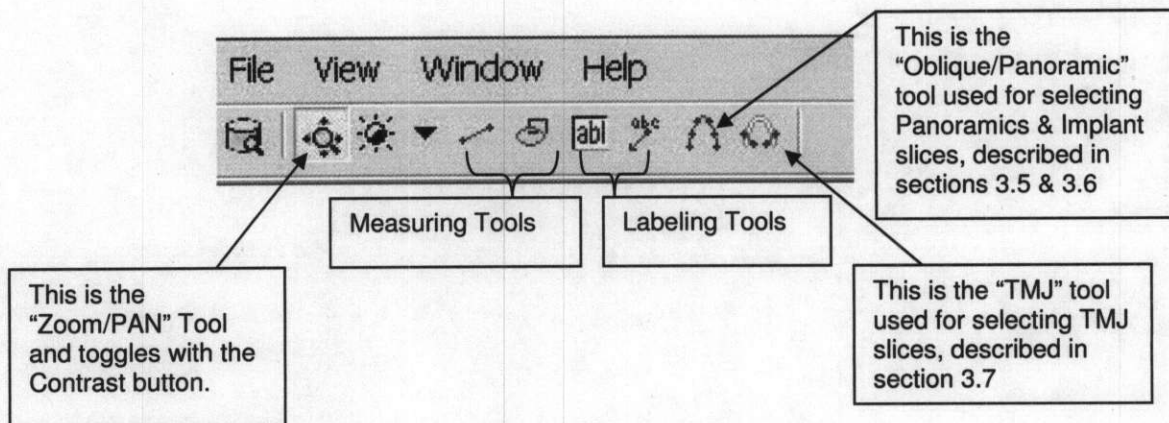 This is the
“Oblique/Panoramic”
tool used for selecting
Panoramics & Implant
slices, described in
sections 3.5 & 3.6
File View Window Help
abl abc
Measuring Tools
Labeling Tools
This is the
“Zoom/PAN” Tool
and toggles with the
Contrast button.
This is the “TMJ” tool
used for selecting TMJ
slices, described in
section 3.7